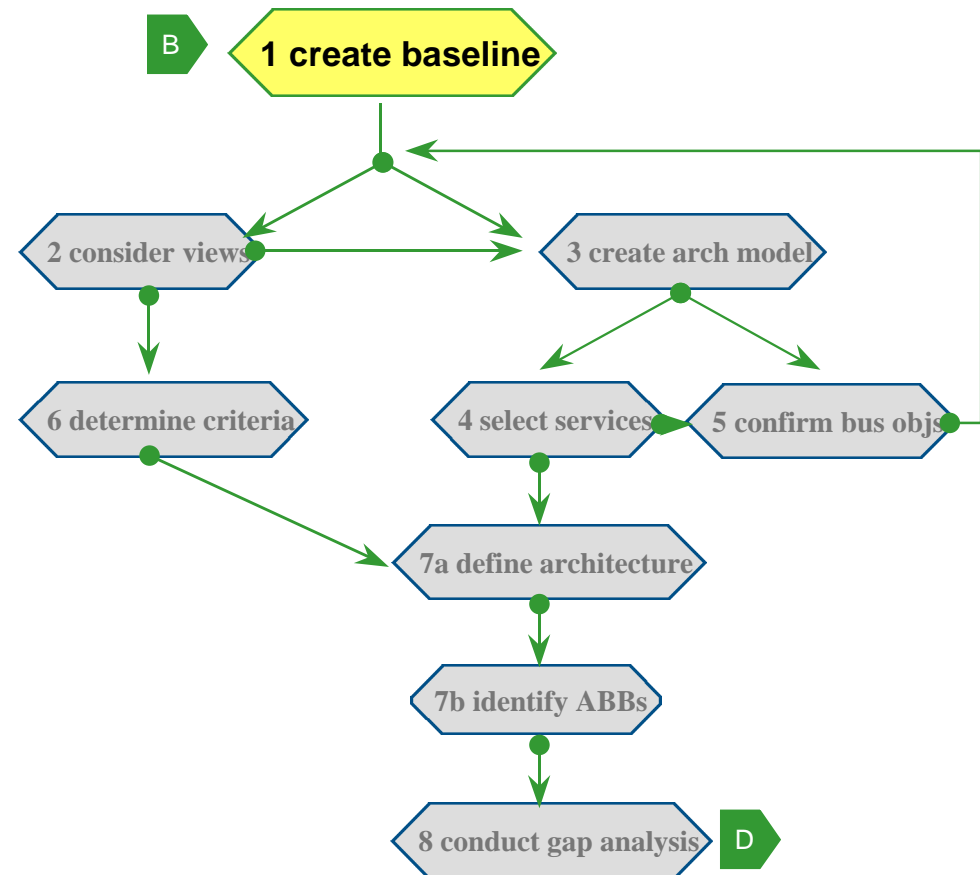 B
1 create baseline
2 consider views
3 create arch model
6 determine criteria
4 select services
5 confirm bus objs
7a define architecture
7b identify ABBs
8 conduct gap analysis
D